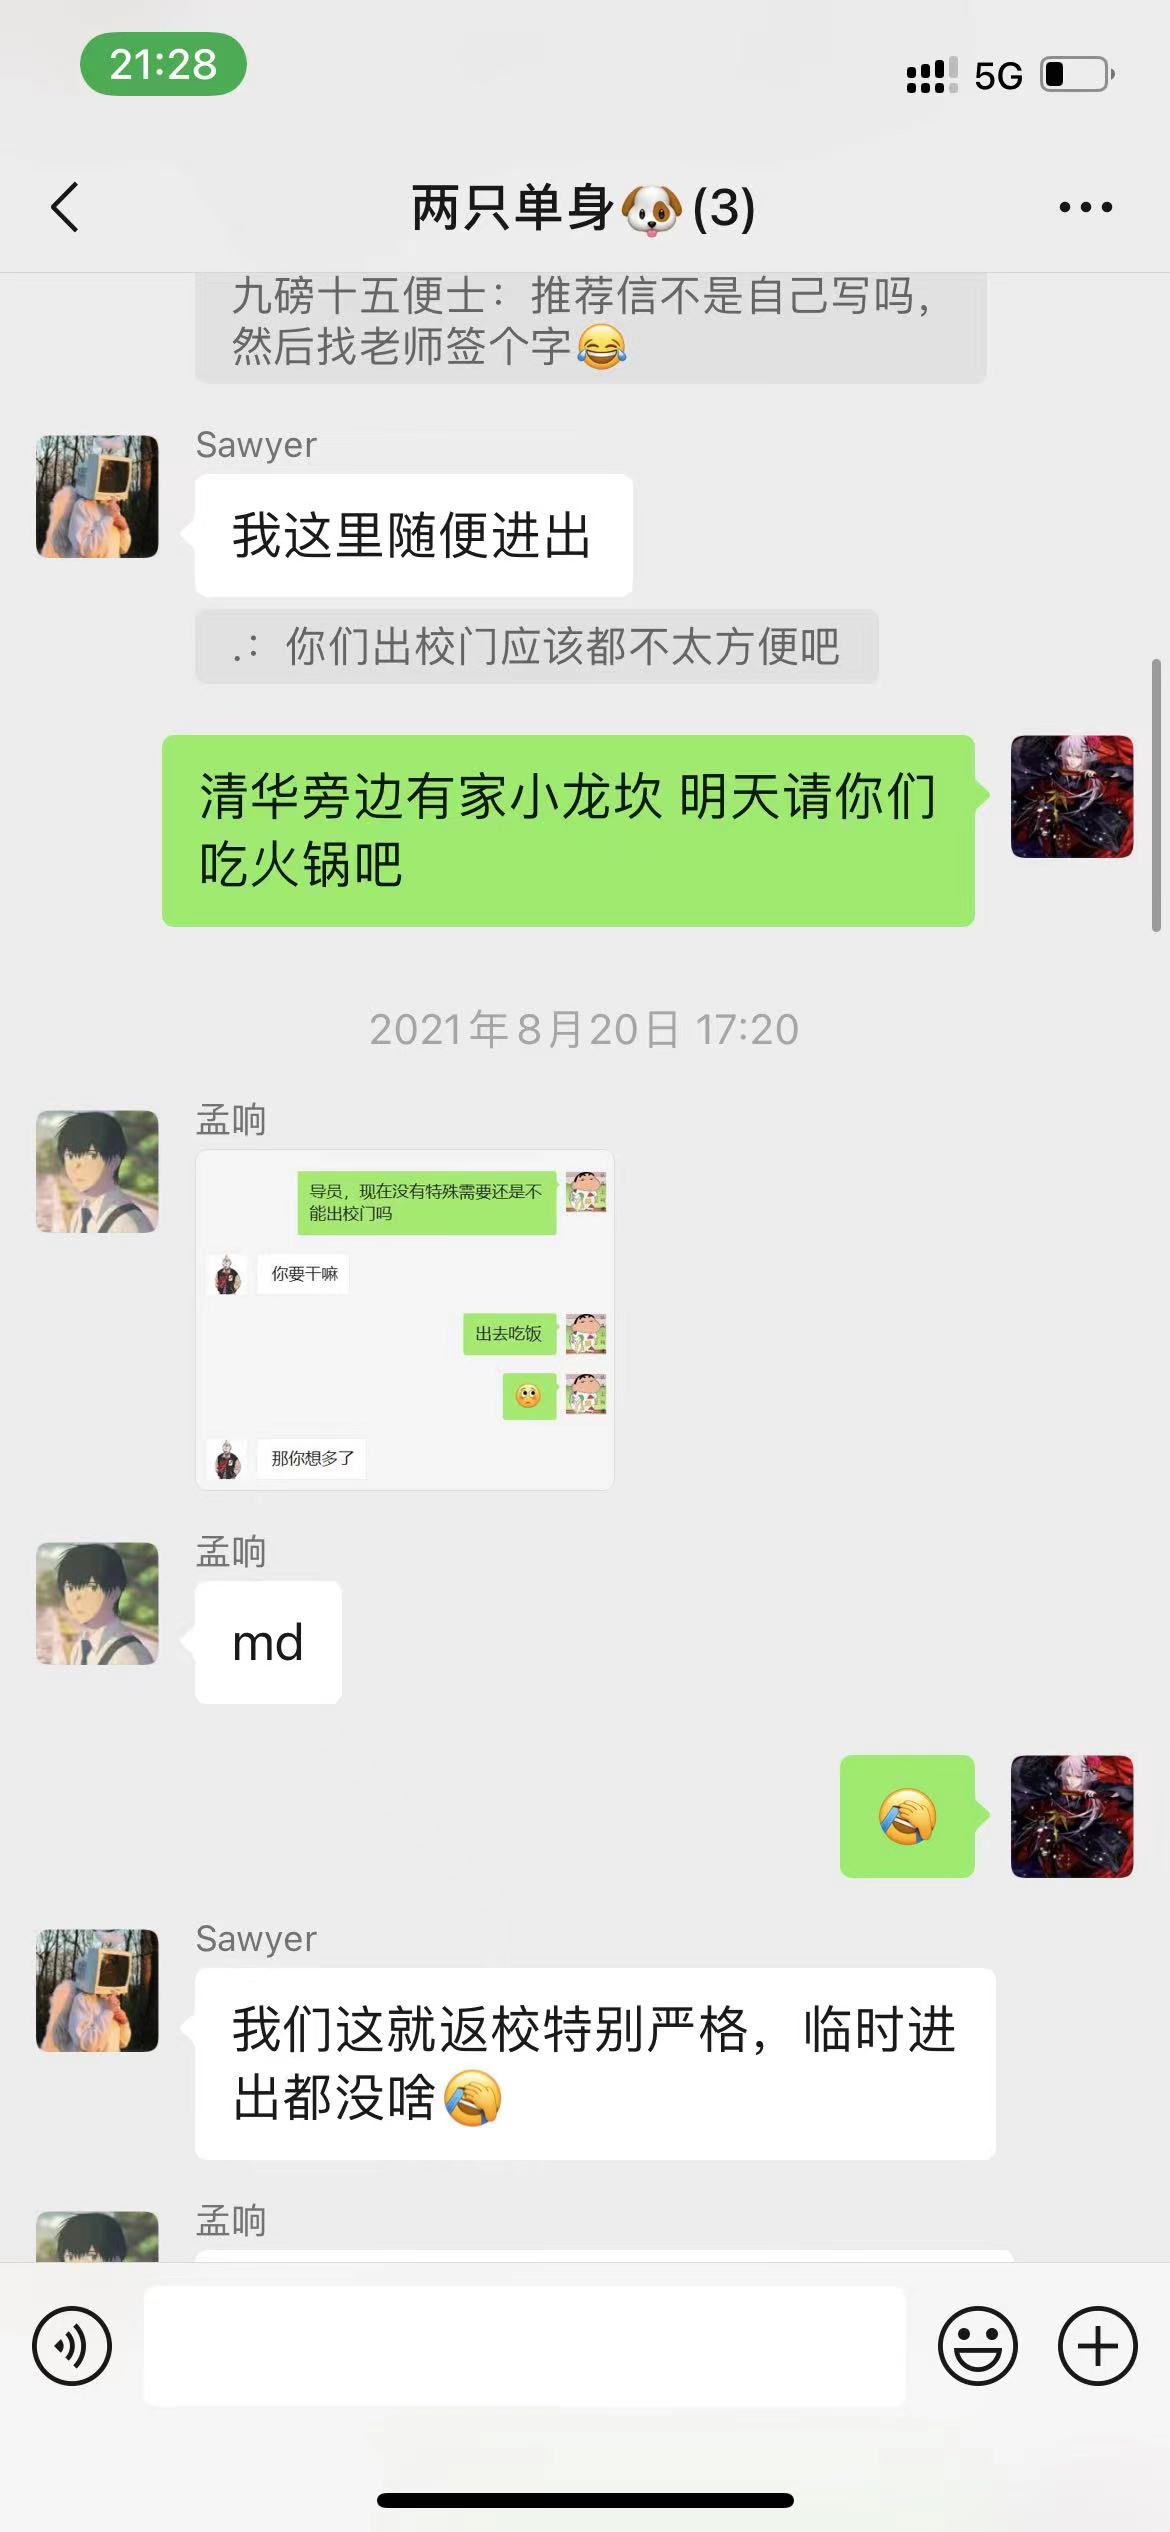 21:28
5G
两只单身🐶(3)
九磅十五便士：推荐信不是自己写吗，
然后找老师签个字😂
Sawyer
我这里随便进出
.：你们出校门应该都不太方便吧
清华旁边有家小龙坎 明天请你们
吃火锅吧
2021年8月20日 17:20
孟响
导员，现在没有特殊需要还是不
能出校门吗
你要干嘛
出去吃饭
🥺
那你想多了
孟响
md
🤣
Sawyer
我们这就返校特别严格，临时进
出都没啥🤣
孟响